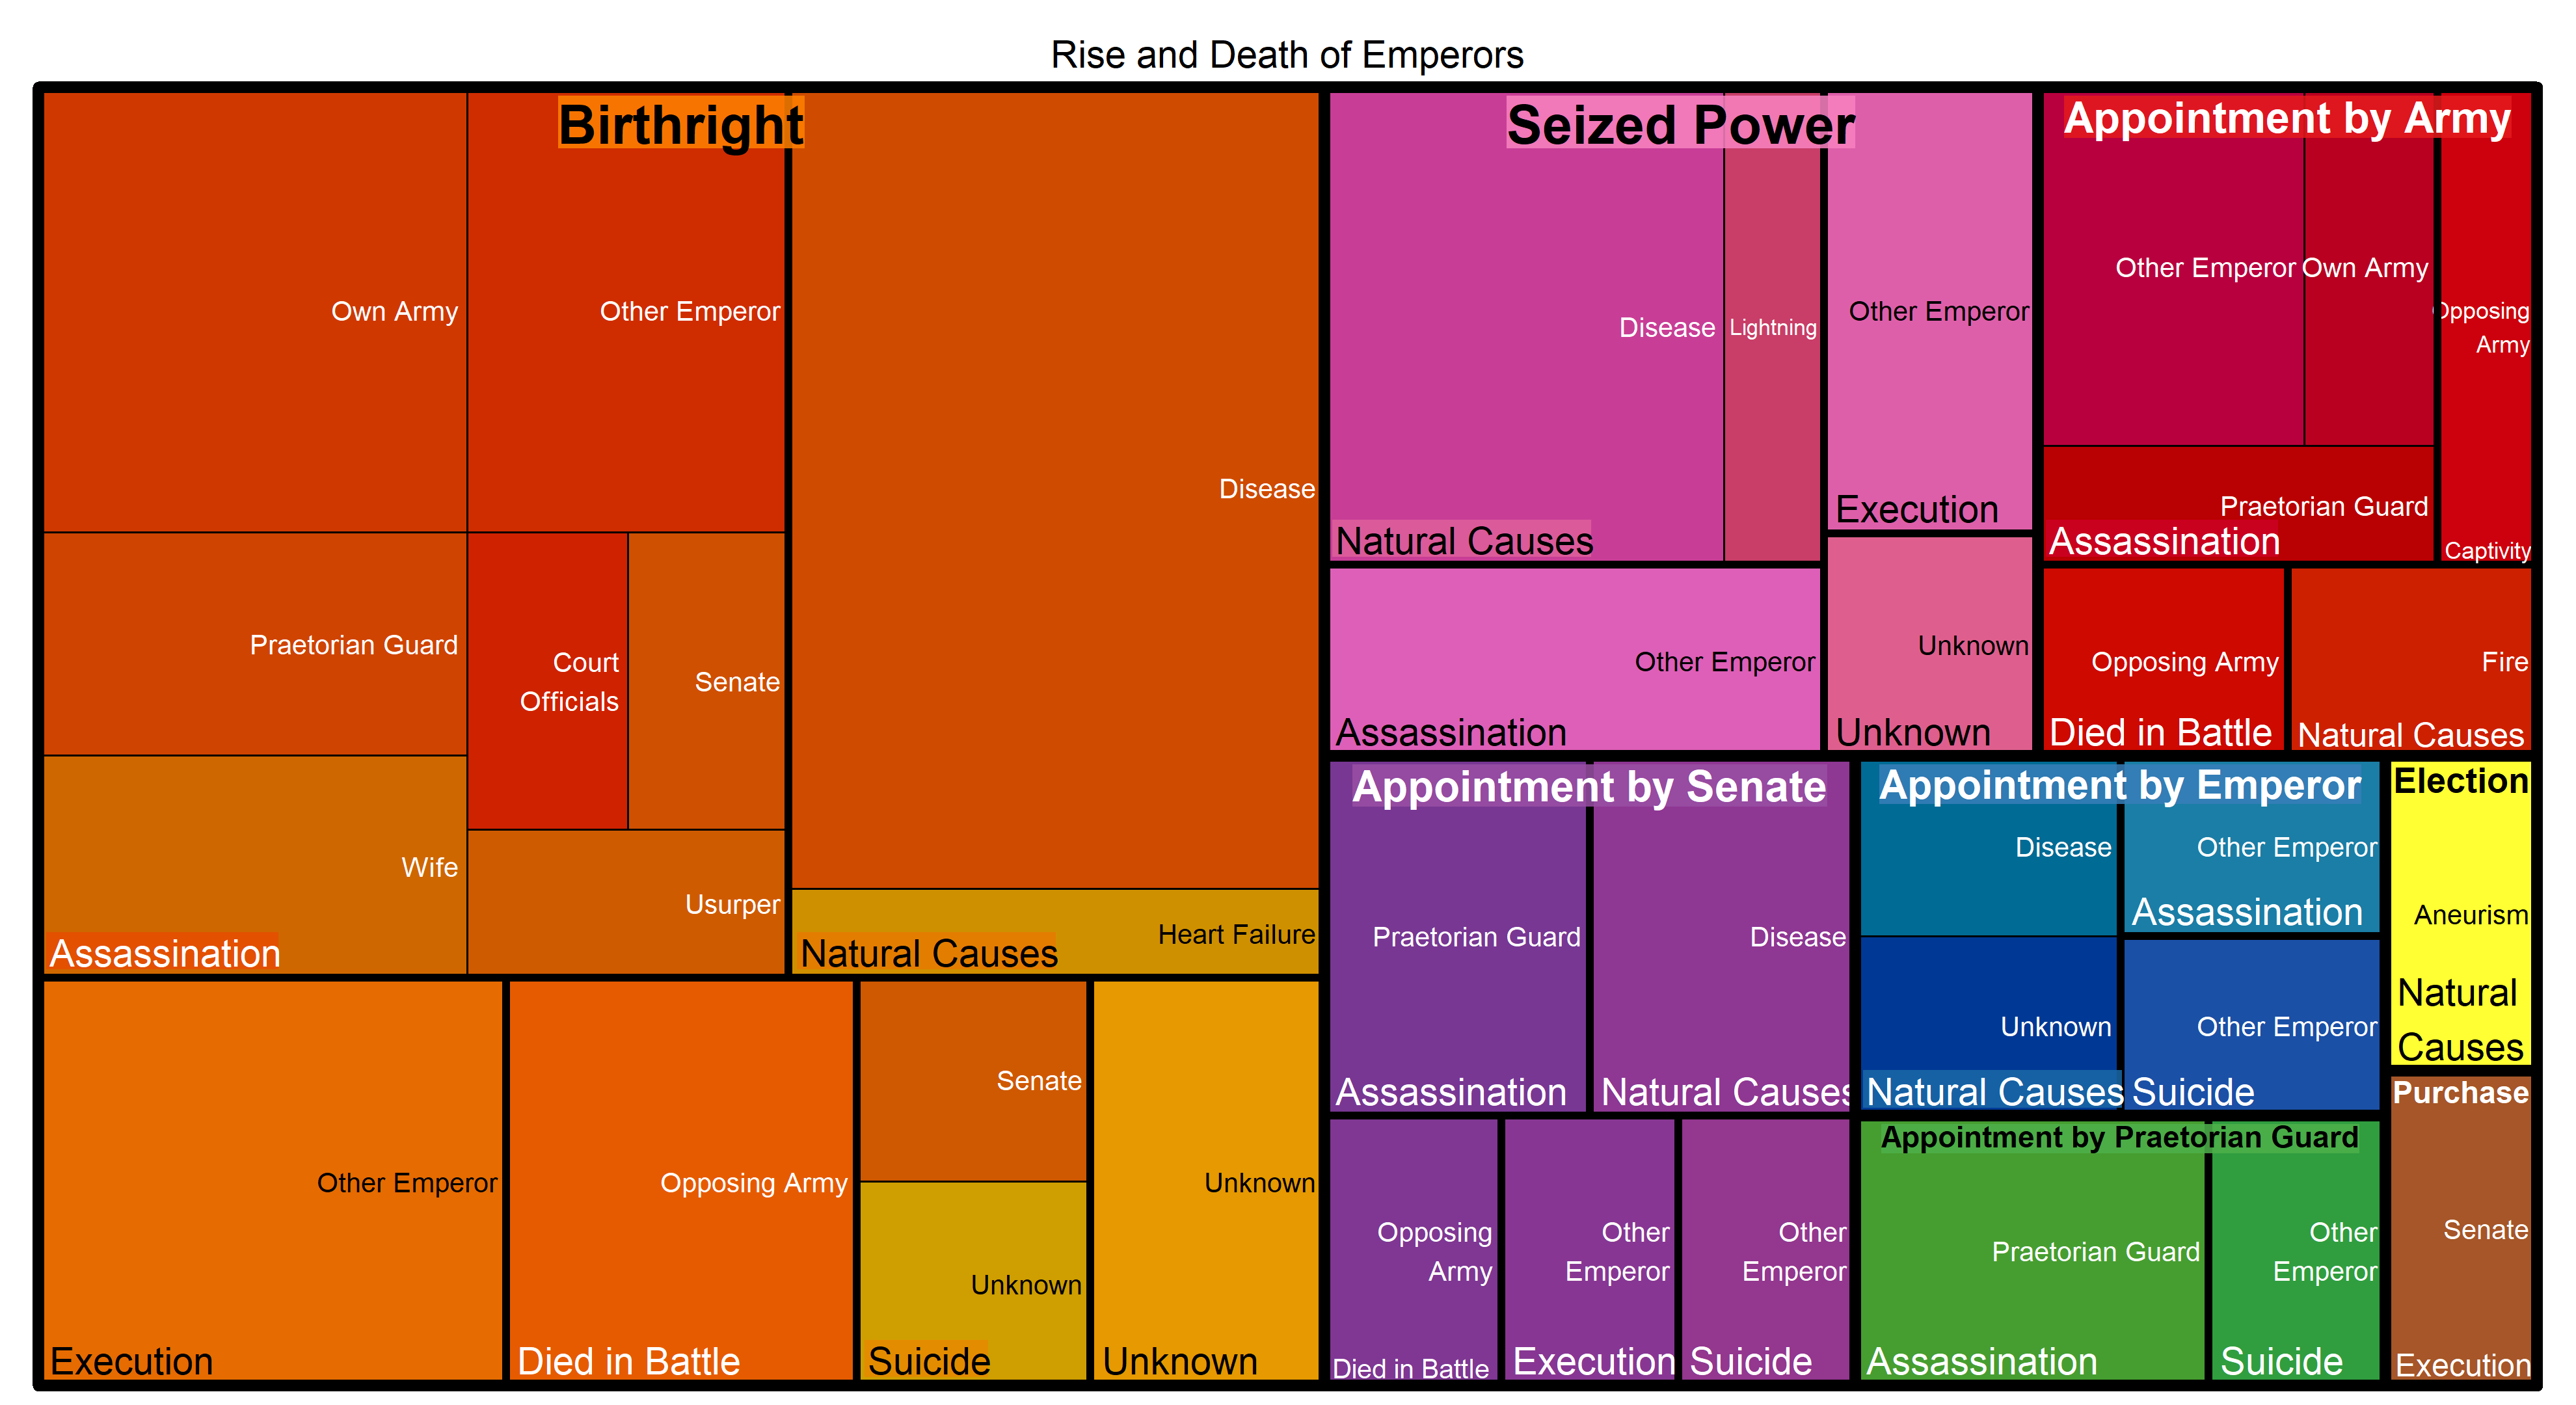 Rise and Death of Emperors
Birthright
Own Army
Other Emperor
Praetorian Guard
Court
Officials
Senate
Wife
Usurper
Assassination
Disease
Heart Failure
Natural Causes
Other Emperor
Execution
Opposing Army
Died in Battle
Senate
Unknown
Suicide
Unknown
Unknown
Seized Power
Disease
Lightning
Natural Causes
Other Emperor
Execution
Other Emperor
Assassination
Unknown
Unknown
Appointment by Army
Other Emperor
Own Army
Praetorian Guard
Assassination
Opposing
Army
Captivity
Opposing Army
Died in Battle
Fire
Natural Causes
Appointment by Senate
Praetorian Guard
Assassination
Disease
Natural Causes
Opposing
Army
Died in Battle
Other
Emperor
Execution
Other
Emperor
Suicide
Appointment by Emperor
Disease
Unknown
Natural Causes
Other Emperor
Assassination
Other Emperor
Suicide
Appointment by Praetorian Guard
Praetorian Guard
Assassination
Other
Emperor
Suicide
Election
Aneurism
Natural
Causes
Purchase
Senate
Execution